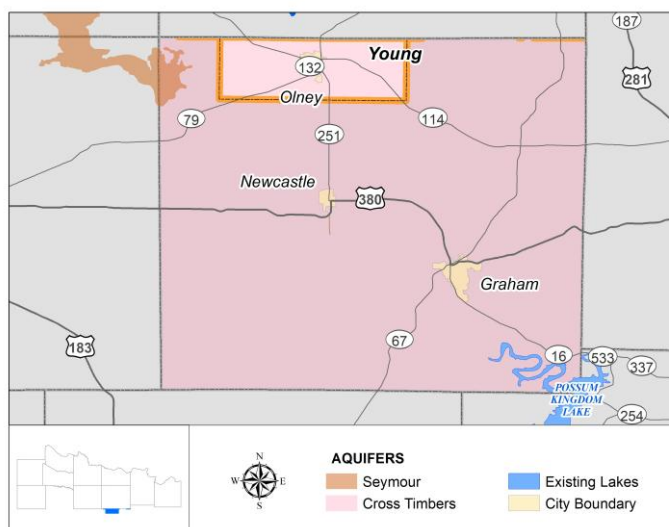 187
281
Young
132
Olney
79
251
114
Newcastle
380
Graham
183
67
16
533
337
POSSUM
KINGDOM
LAKE
254
N
W E
S
AQUIFERS
Seymour
Cross Timbers
Existing Lakes
City Boundary